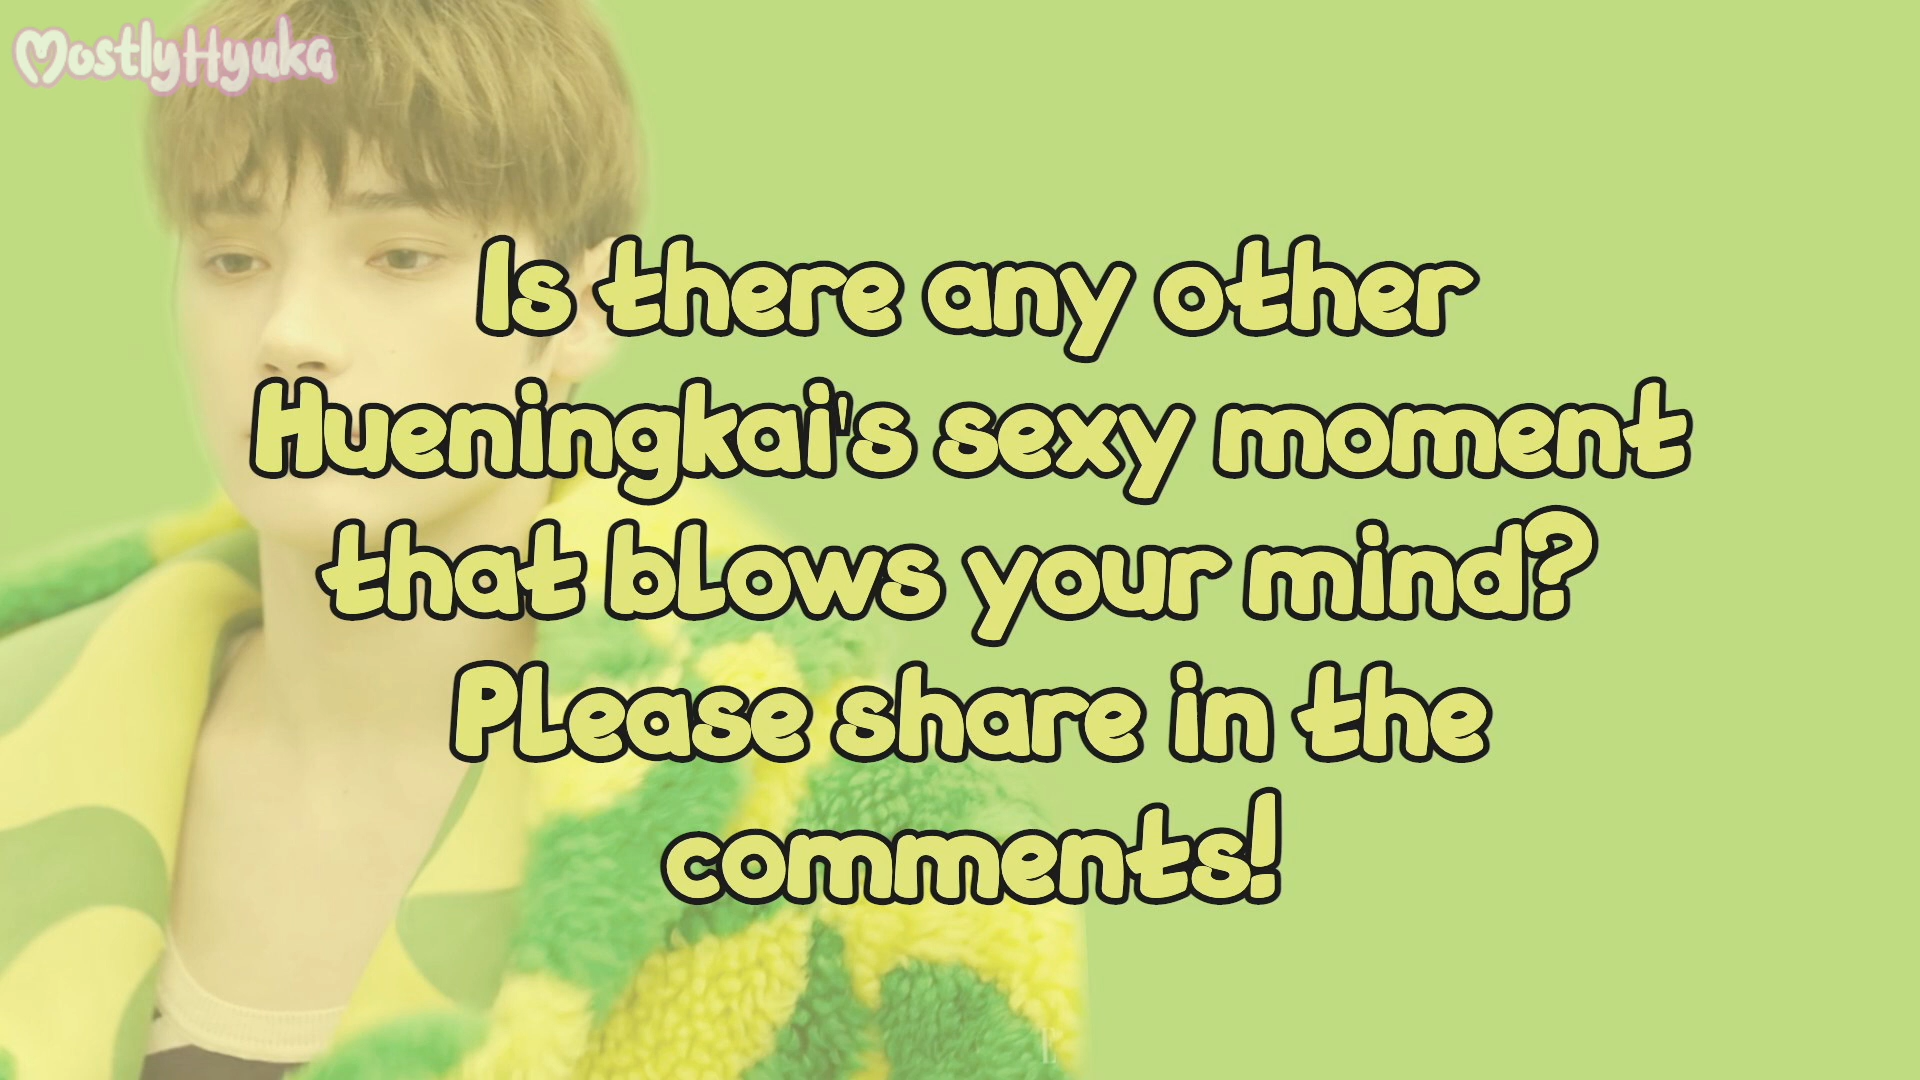 MostlyHyuka
Is there any other
Hueningkai's sexy moment
that blows your mind?
Please share in the
comments!